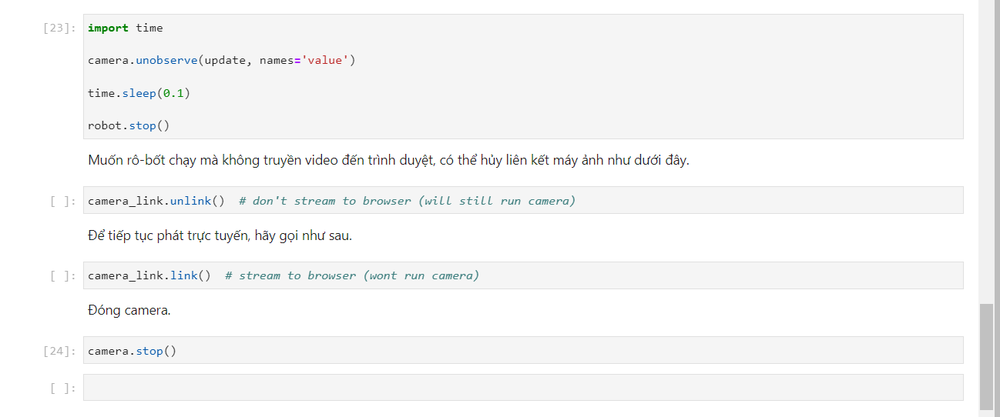 [23]: import time
camera.unobserve(update, names='value')
time.sleep(0.1)
robot.stop()
Muốn rô-bốt chạy mà không truyền video đến trình duyệt, có thể hủy liên kết máy ảnh như dưới đây.
[ ]: camera_link.unlink()  # don't stream to browser (will still run camera)
Để tiếp tục phát trực tuyến, hãy gọi như sau.
[ ]: camera_link.link()  # stream to browser (wont run camera)
Đóng camera.
[24]: camera.stop()
[ ]: